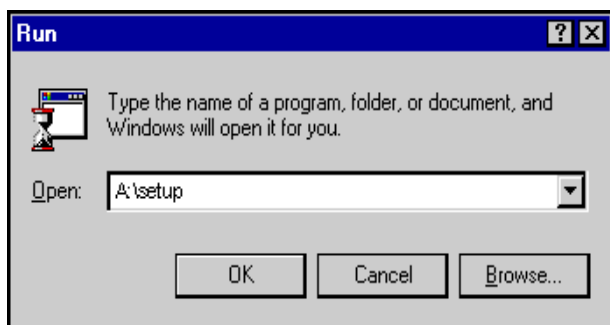 Run
Type the name of a program, folder, or document, and
Windows will open it for you.
Open: A:\setup
OK Cancel Browse...